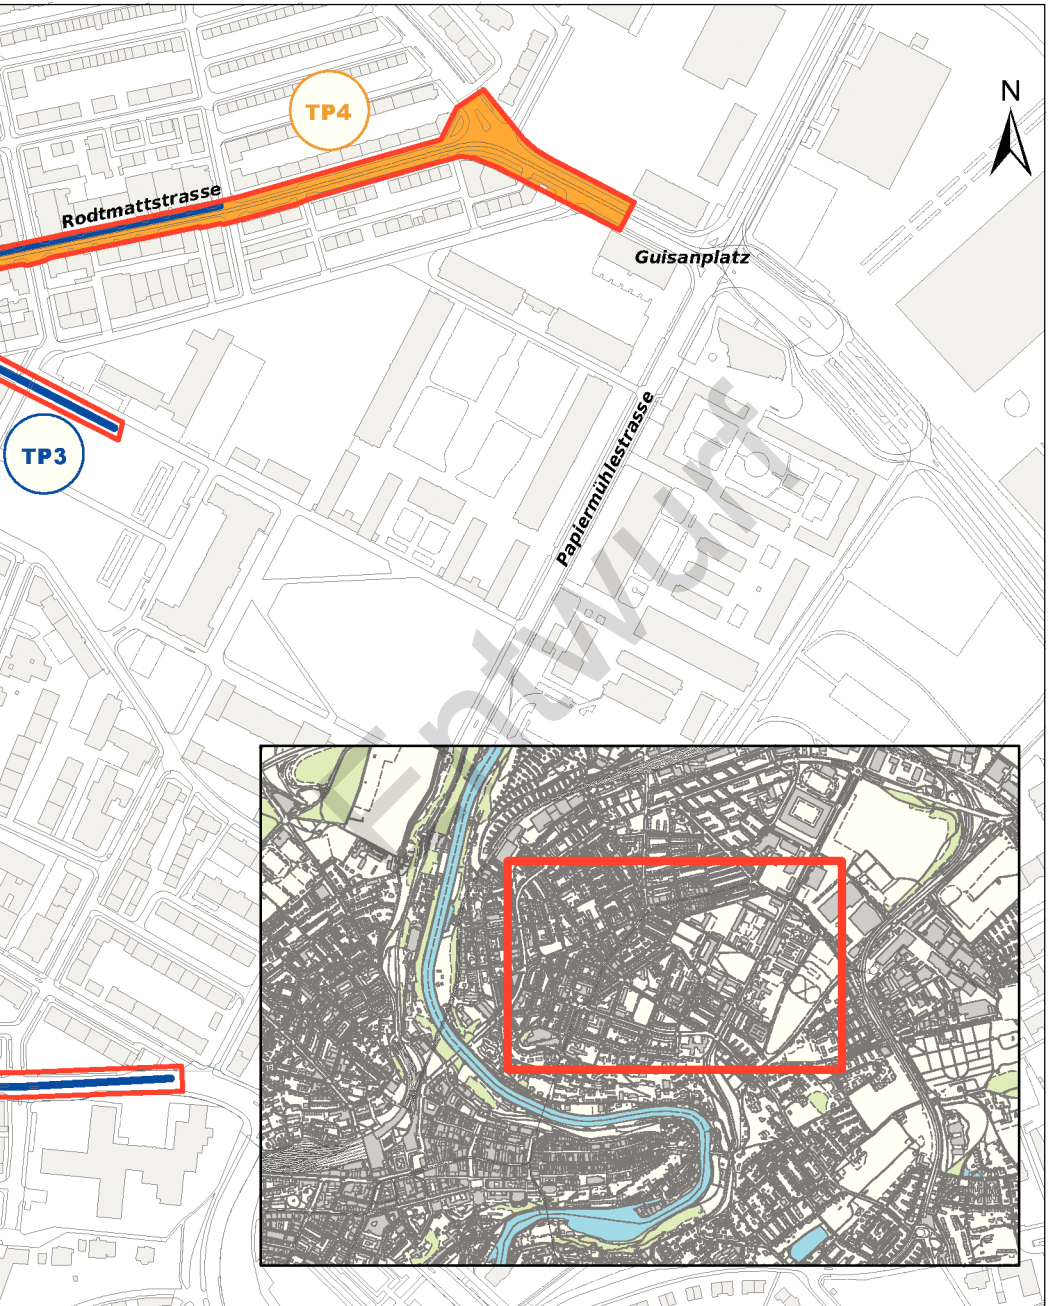 TP4
N
Rodtmattstrasse
Guisanplatz
TP3
Papiermühlestrasse
Entwurf